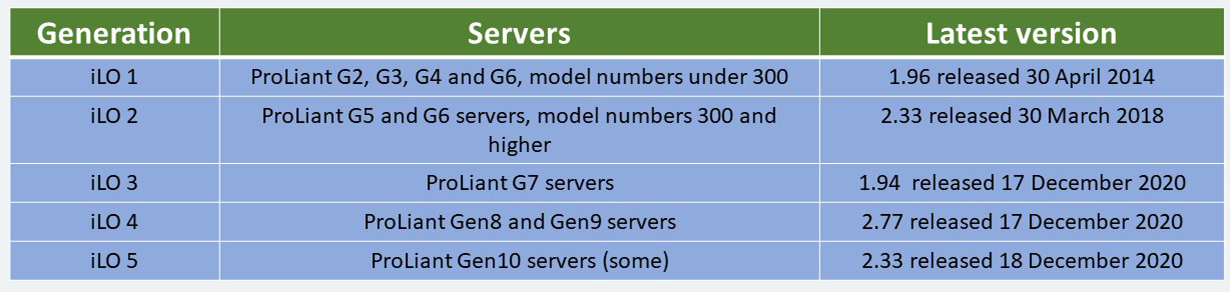 Generation Servers Latest version
iLO 1 ProLiant G2, G3, G4 and G6, model numbers under 300 1.96 released 30 April 2014
iLO 2 ProLiant G5 and G6 servers, model numbers 300 and 2.33 released 30 March 2018
higher
iLO 3 ProLiant G7 servers 1.94  released 17 December 2020
iLO 4 ProLiant Gen8 and Gen9 servers 2.77 released 17 December 2020
iLO 5 ProLiant Gen10 servers (some) 2.33 released 18 December 2020